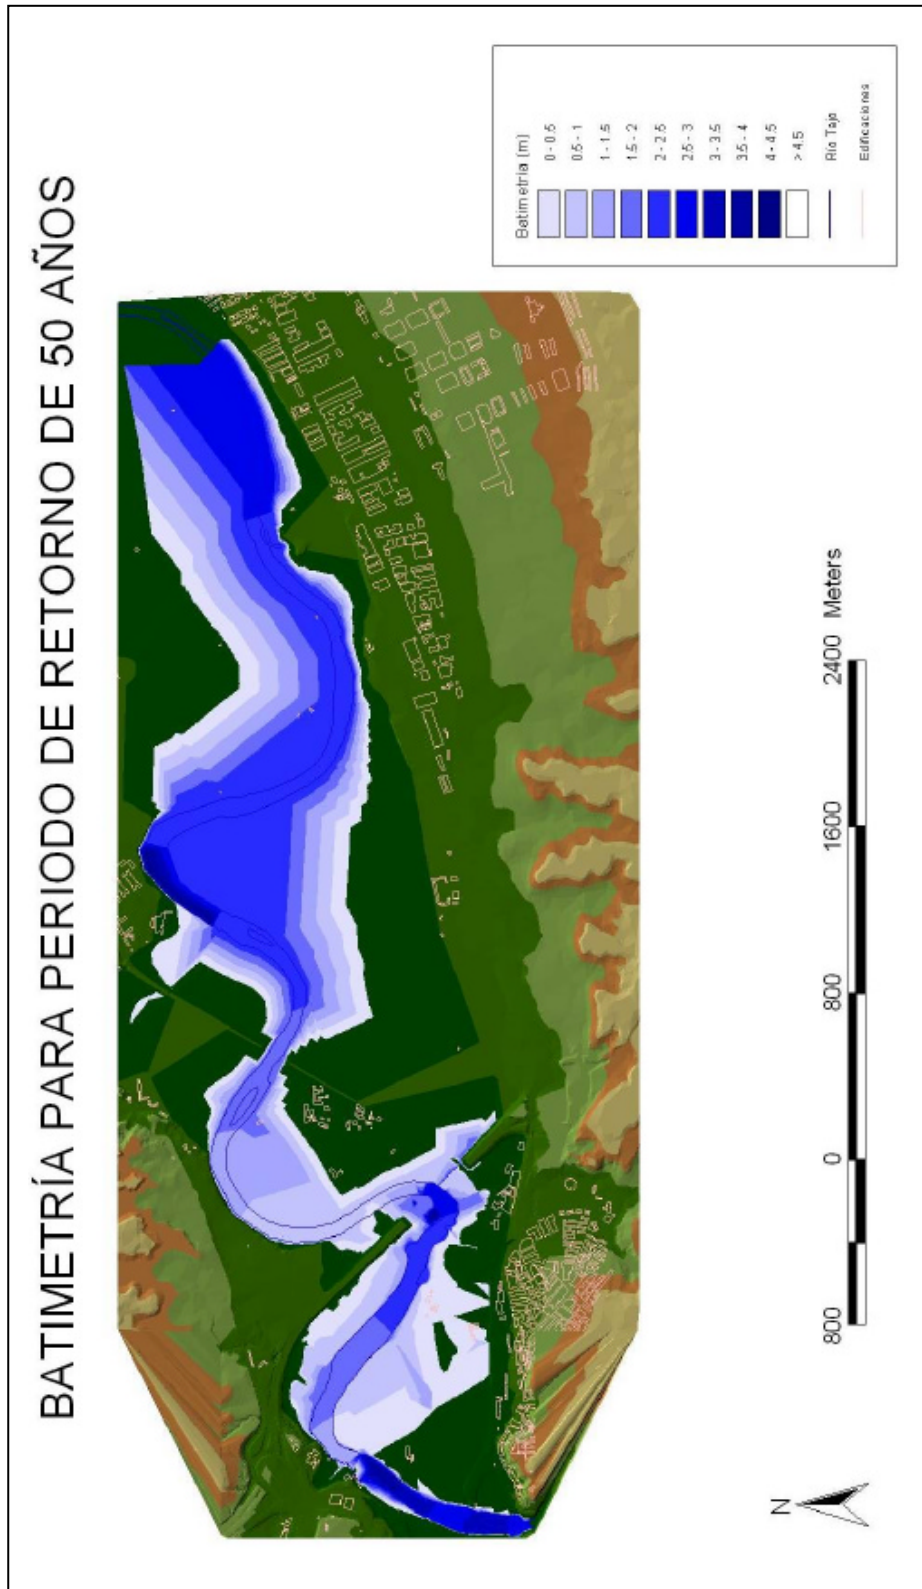 BATIMETRÍA PARA PERIODO DE RETORNO DE 50 AÑOS
Batimetría (m)
0 - 0.5
0.5 - 1
1 - 1.5
1.5 - 2
2 - 2.5
2.5 - 3
3 - 3.5
3.5 - 4
4 - 4.5
> 4.5
Río Tajo
Edificaciones
N
800 0 800 1600 2400 Meters